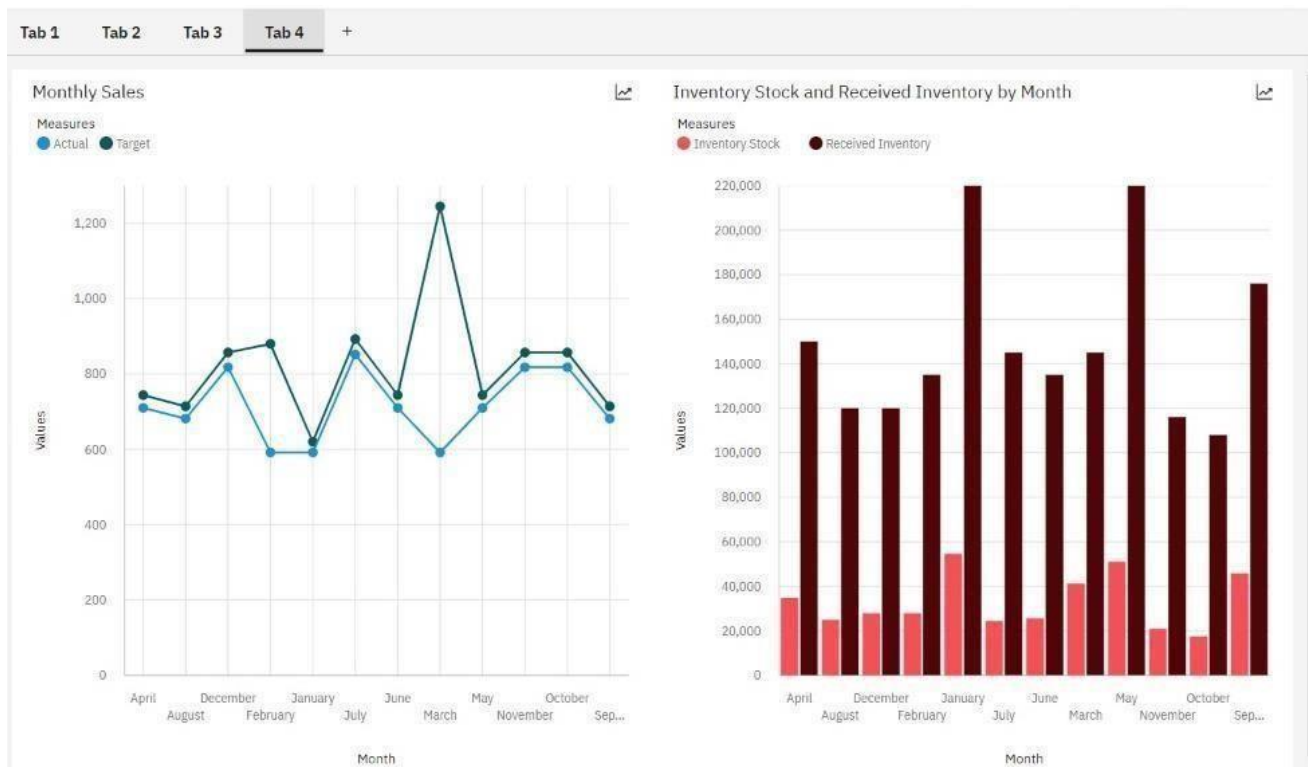 Tab 1 Tab 2 Tab 3 Tab 4 +
Monthly Sales
Measures
Actual Target
1,200
1,000
800
600
400
200
0
Values
April December January June May October
August February July March November Sep...
Month
Inventory Stock and Received Inventory by Month
Measures
Inventory Stock Received Inventory
220,000
200,000
180,000
160,000
140,000
120,000
100,000
80,000
60,000
40,000
20,000
0
Values
April December January June May October
August February July March November Sep...
Month